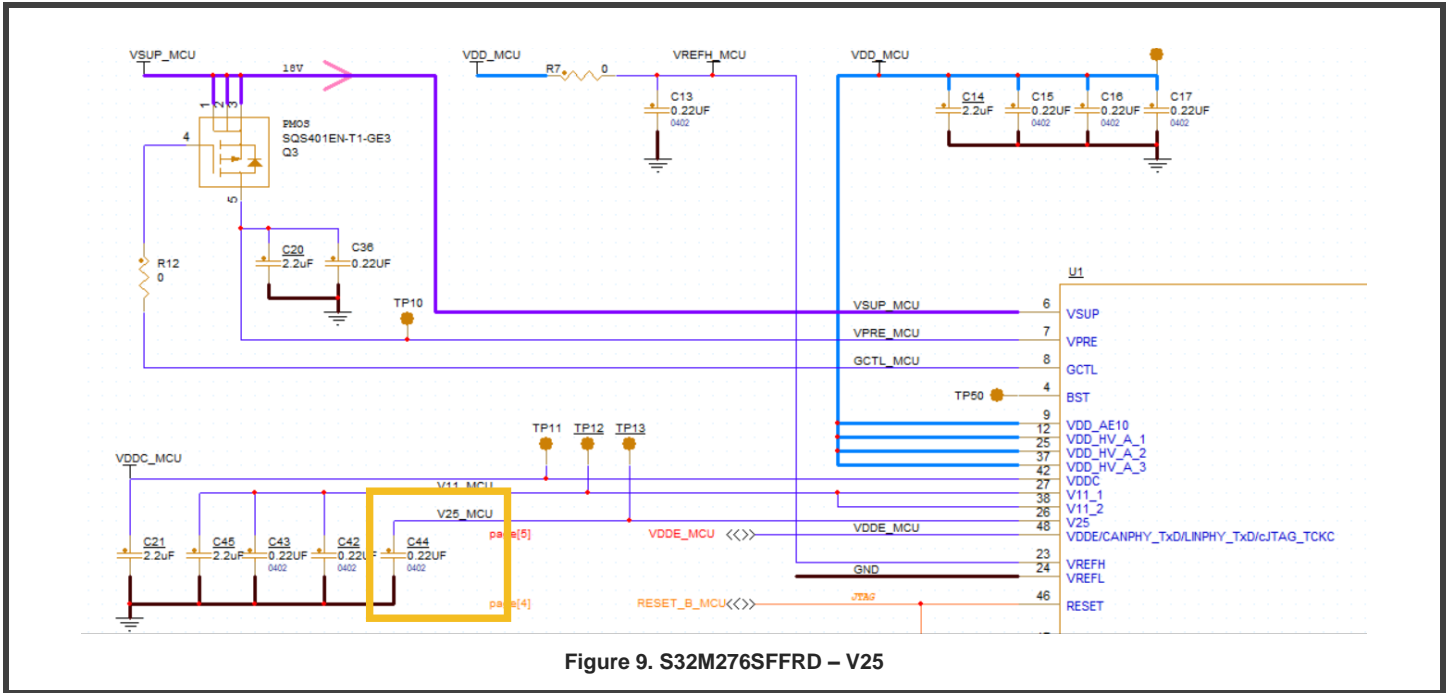 VSUP_MCU
18V
VDD_MCU
R7
0
VREFH_MCU
VDD_MCU
C13
0.22UF
0402
C14
2.2uF
C15
0.22UF
0402
C16
0.22UF
0402
C17
0.22UF
0402
1
2
3
4
5
PMOS
SQS401EN-T1-GE3
Q3
C20
2.2uF
C36
0.22UF
R12
0
TP10
U1
VSUP_MCU
6
VSUP
VPRE_MCU
7
VPRE
GCTL_MCU
8
GCTL
TP50
4
BST
9
VDD_AE10
12
VDD_HV_A_1
25
VDD_HV_A_2
37
VDD_HV_A_3
42
VDDC
27
V11_1
38
V11_2
26
V25
48
VDDE/CANPHY_TxD/LINPHY_TxD/cJTAG_TCKC
TP11
TP12
TP13
VDDC_MCU
V11_MCU
V25_MCU
page[5]
VDDE_MCU
VDDE_MCU
C21
2.2uF
C45
2.2uF
C43
0.22UF
0402
C42
0.22UF
0402
C44
0.22UF
0402
23
VREFH
GND
24
VREFL
page[4]
RESET_B_MCU
JTAG
46
RESET
Figure 9. S32M276SFFRD – V25